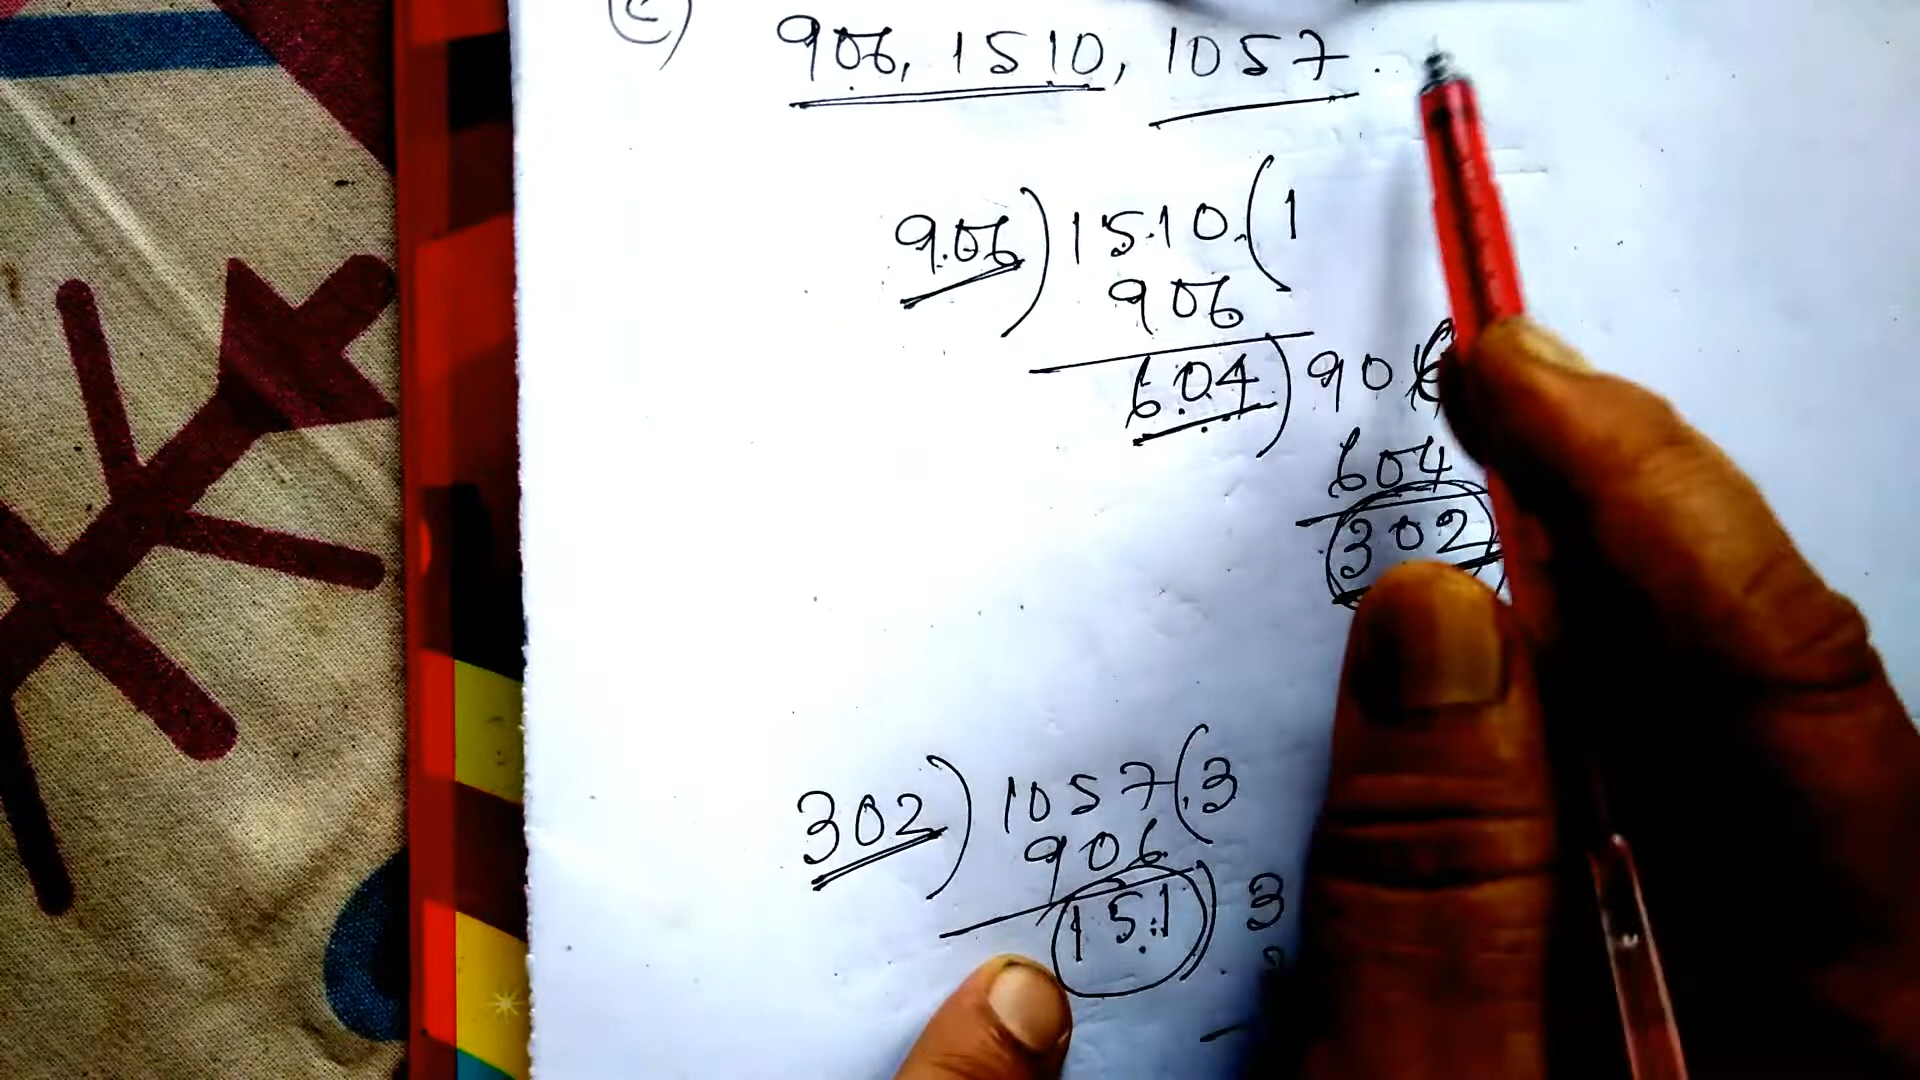 (c) 906, 1510, 1057.
906) 1510 (1
906
604) 906
604
302
302) 1057 (3
906
151) 3